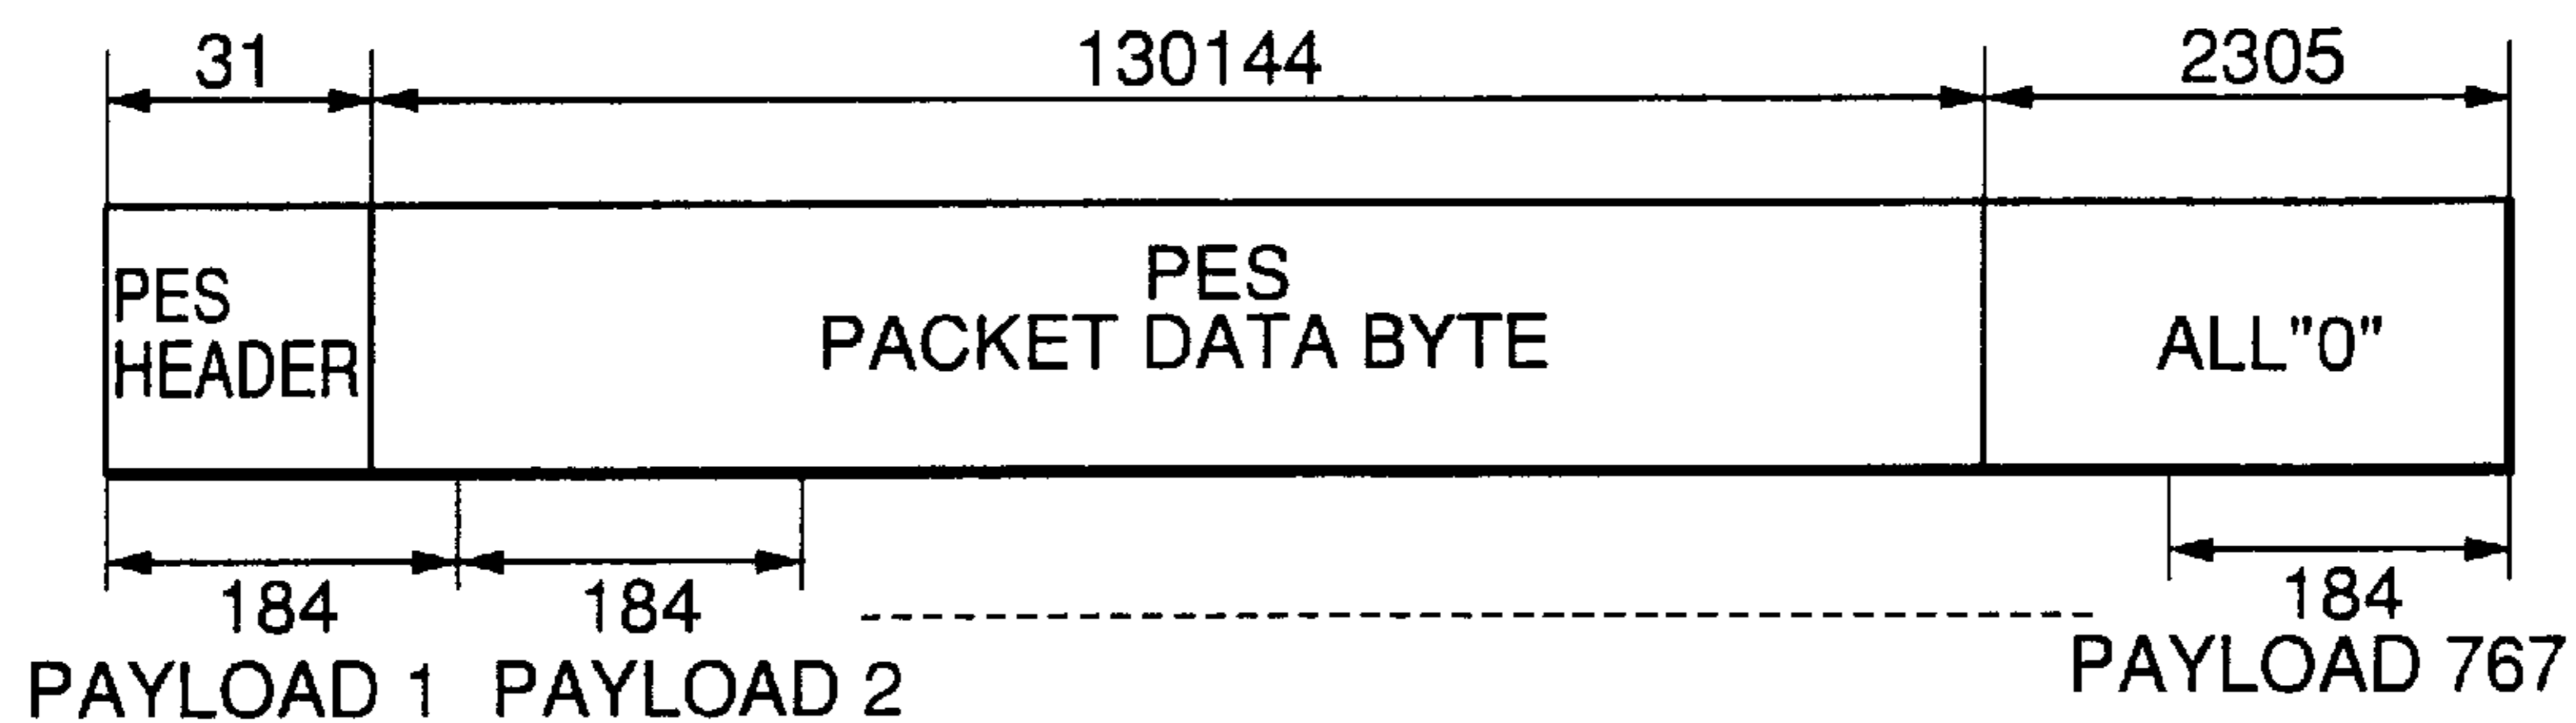 31 130144 2305
PES
HEADER
PES
PACKET DATA BYTE
ALL"0"
184 184 184
PAYLOAD 1 PAYLOAD 2 PAYLOAD 767